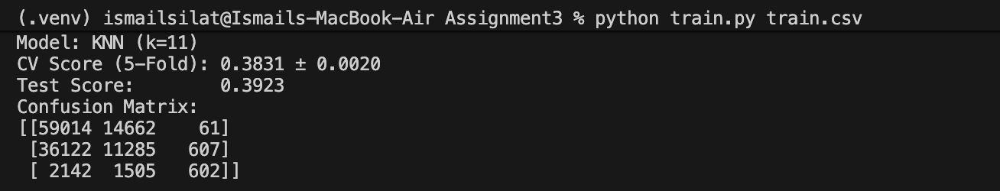 (.venv) ismailsilat@Ismails-MacBook-Air Assignment3 % python train.py train.csv
Model: KNN (k=11)
CV Score (5-Fold): 0.3831 ± 0.0020
Test Score:        0.3923
Confusion Matrix:
[[59014 14662    61]
 [36122 11285   607]
 [ 2142  1505   602]]